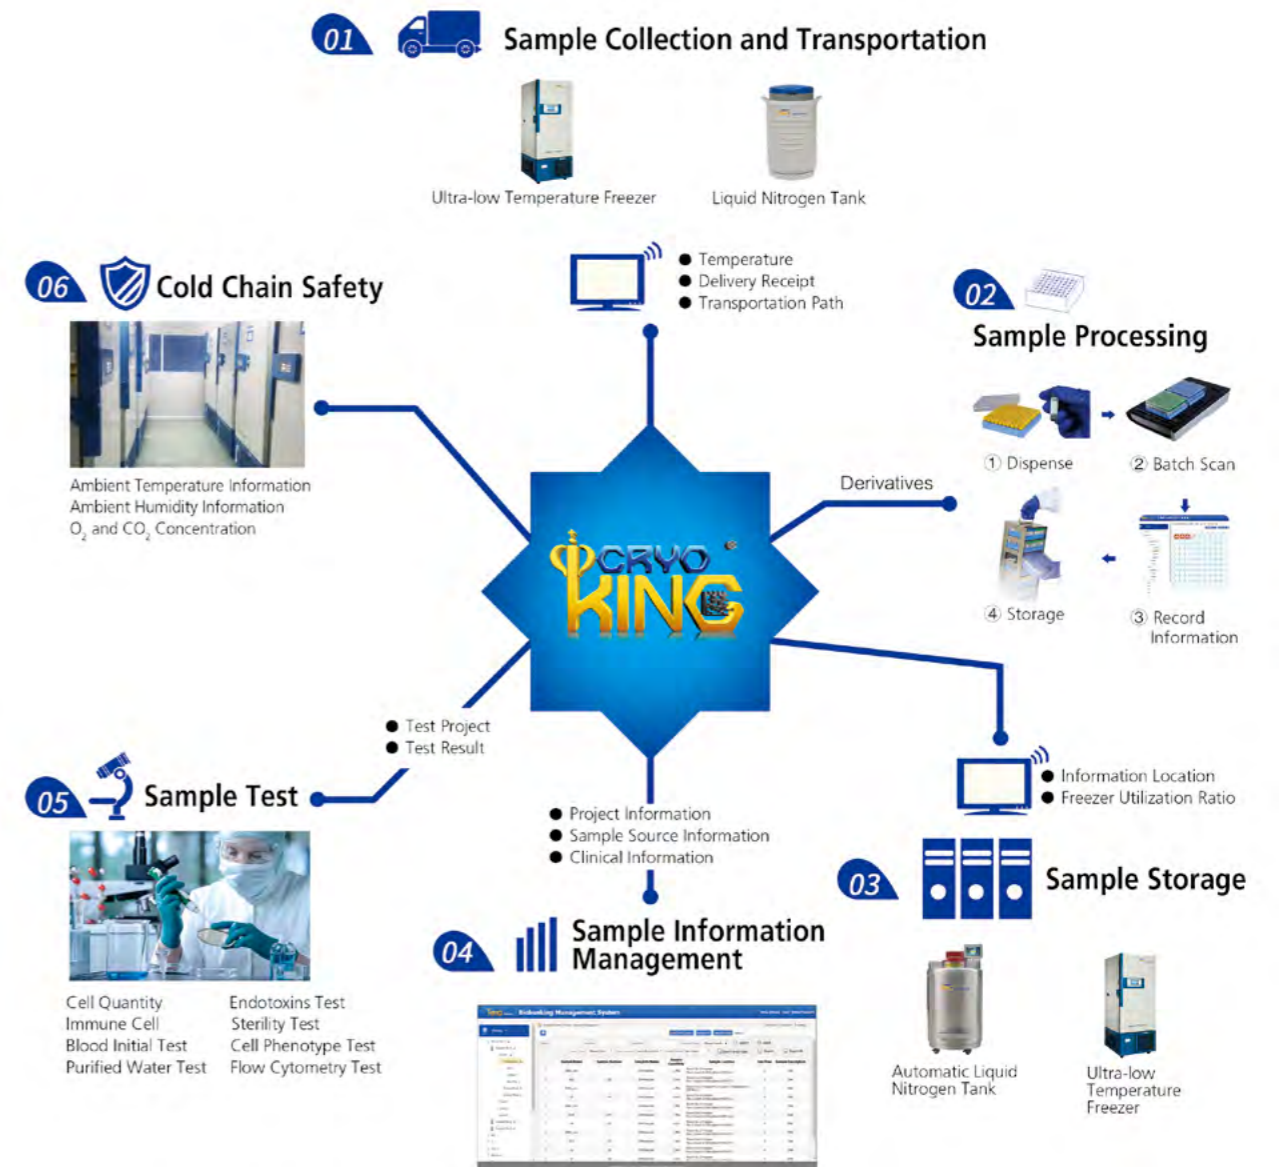 01
Sample Collection and Transportation
Ultra-low Temperature Freezer
Liquid Nitrogen Tank
Temperature
Delivery Receipt
Transportation Path
06
Cold Chain Safety
Ambient Temperature Information
Ambient Humidity Information
O₂ and CO₂ Concentration
02
Sample Processing
① Dispense
② Batch Scan
④ Storage
③ Record
Information
Derivatives
CRYO
KING
Test Project
Test Result
05
Sample Test
Cell Quantity
Immune Cell
Blood Initial Test
Purified Water Test
Endotoxins Test
Sterility Test
Cell Phenotype Test
Flow Cytometry Test
Project Information
Sample Source Information
Clinical Information
04
Sample Information
Management
Biobanking Management System
Information Location
Freezer Utilization Ratio
03
Sample Storage
Automatic Liquid
Nitrogen Tank
Ultra-low
Temperature
Freezer